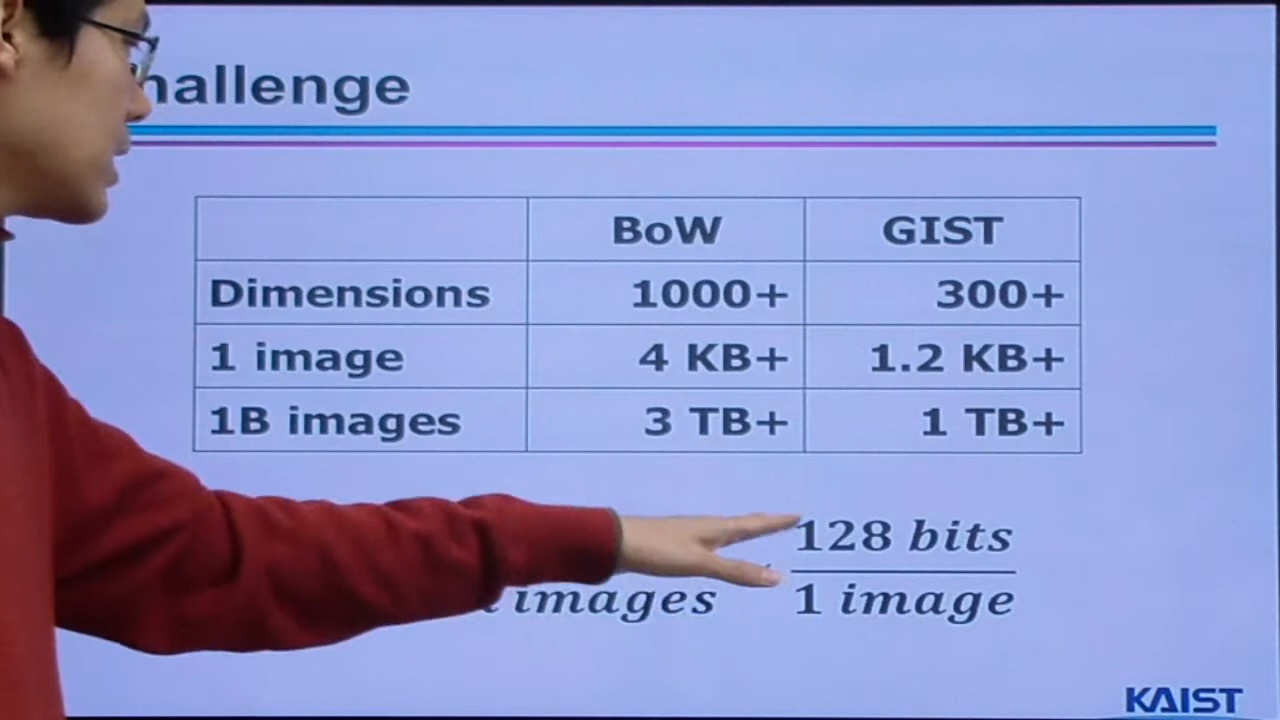 hallenge
BoW GIST
Dimensions 1000+ 300+
1 image 4 KB+ 1.2 KB+
1B images 3 TB+ 1 TB+
128 bits
images 1 image
KAIST